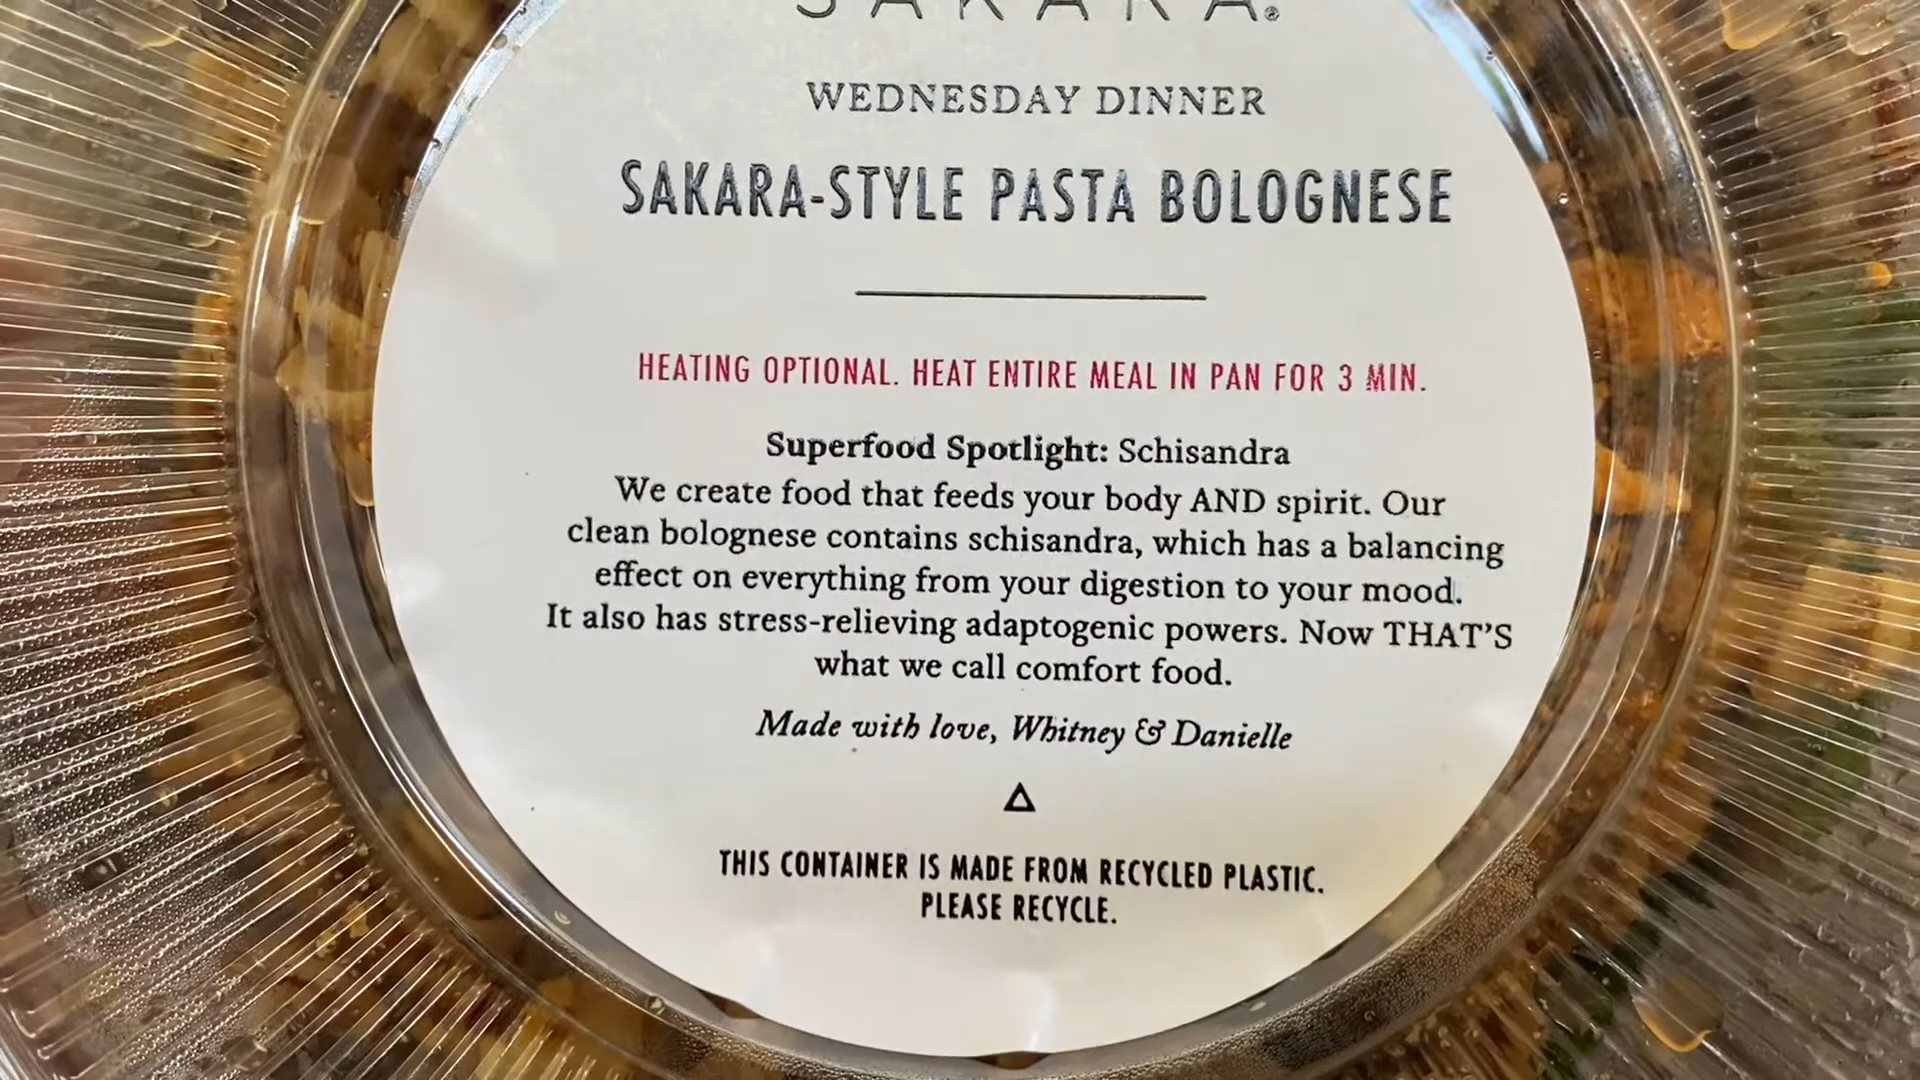 SAKARA®
WEDNESDAY DINNER
SAKARA-STYLE PASTA BOLOGNESE
HEATING OPTIONAL. HEAT ENTIRE MEAL IN PAN FOR 3 MIN.
Superfood Spotlight: Schisandra
We create food that feeds your body AND spirit. Our
clean bolognese contains schisandra, which has a balancing
effect on everything from your digestion to your mood.
It also has stress-relieving adaptogenic powers. Now THAT'S
what we call comfort food.
Made with love, Whitney & Danielle
THIS CONTAINER IS MADE FROM RECYCLED PLASTIC.
PLEASE RECYCLE.